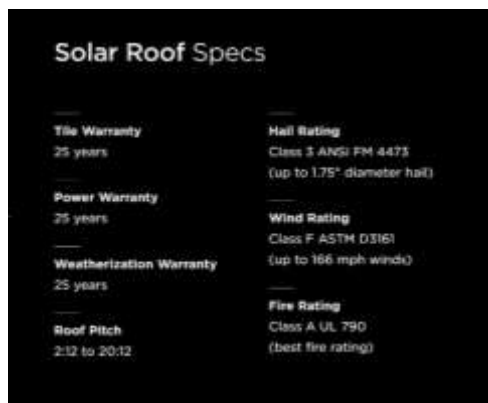 Solar Roof Specs
Tile Warranty
25 years
Power Warranty
25 years
Weatherization Warranty
25 years
Roof Pitch
2:12 to 20:12
Hail Rating
Class 3 ANSI FM 4473
(up to 1.75" diameter hail)
Wind Rating
Class F ASTM D3161
(up to 166 mph winds)
Fire Rating
Class A UL 790
(best fire rating)